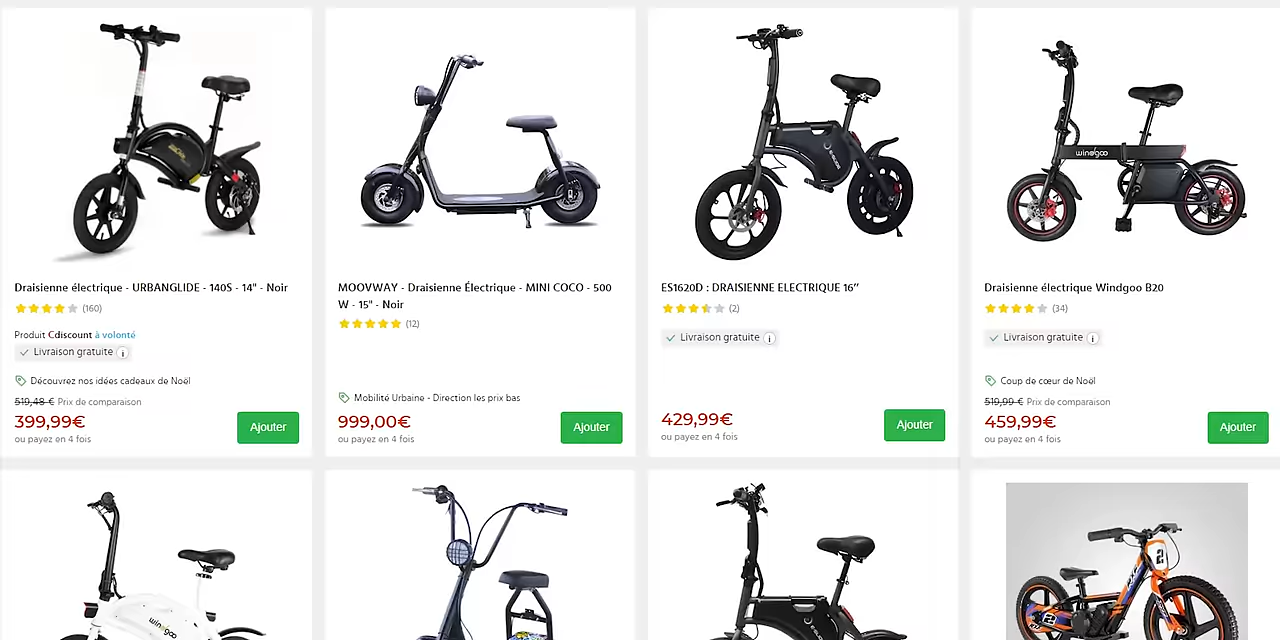 windgoo
Draisienne électrique - URBANGLIDE - 140S - 14" - Noir
(160)
Produit Cdiscount à volonté
Livraison gratuite i
Découvrez nos idées cadeaux de Noël
519,48 € Prix de comparaison
399,99€
ou payez en 4 fois
Ajouter
MOOVWAY - Draisienne Électrique - MINI COCO - 500
W - 15" - Noir
(12)
Mobilité Urbaine - Direction les prix bas
999,00€
ou payez en 4 fois
Ajouter
ES1620D : DRAISIENNE ELECTRIQUE 16’’
(2)
Livraison gratuite i
429,99€
ou payez en 4 fois
Ajouter
Draisienne électrique Windgoo B20
(34)
Livraison gratuite i
Coup de cœur de Noël
519,99 € Prix de comparaison
459,99€
ou payez en 4 fois
Ajouter
windgoo
2
2